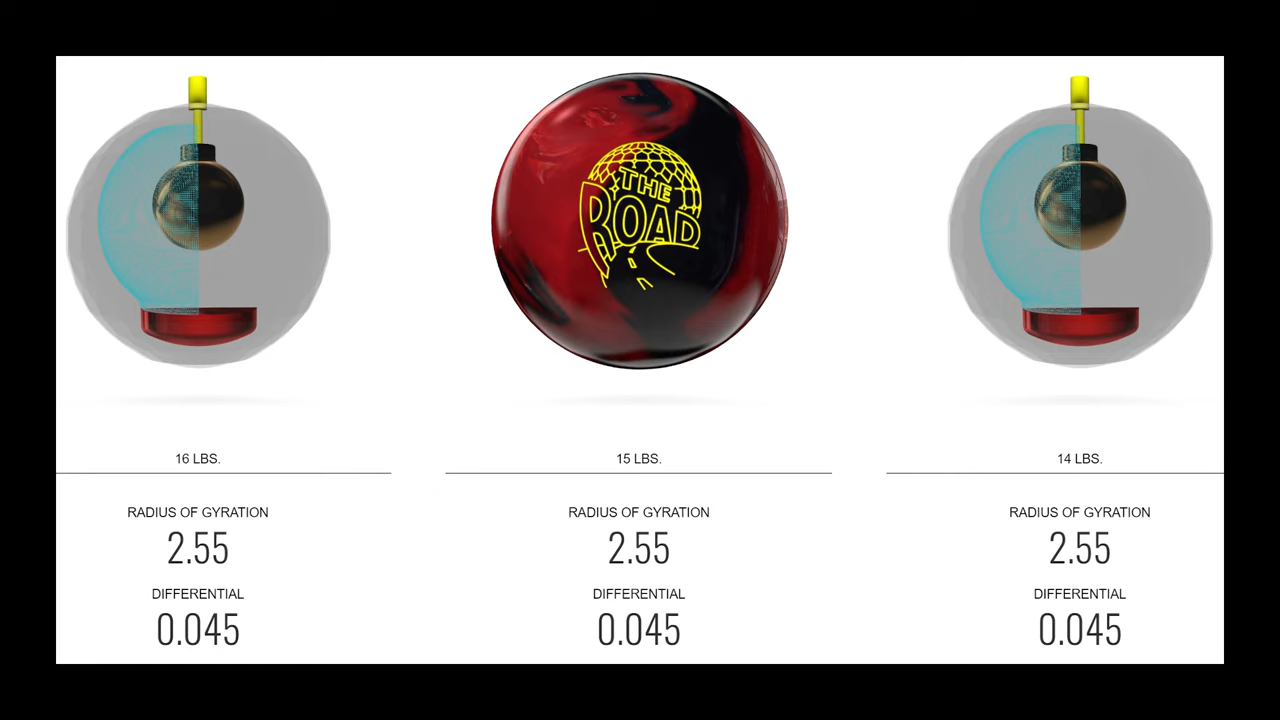 THE
ROAD
16 LBS.
15 LBS.
14 LBS.
RADIUS OF GYRATION
RADIUS OF GYRATION
RADIUS OF GYRATION
2.55
2.55
2.55
DIFFERENTIAL
DIFFERENTIAL
DIFFERENTIAL
0.045
0.045
0.045